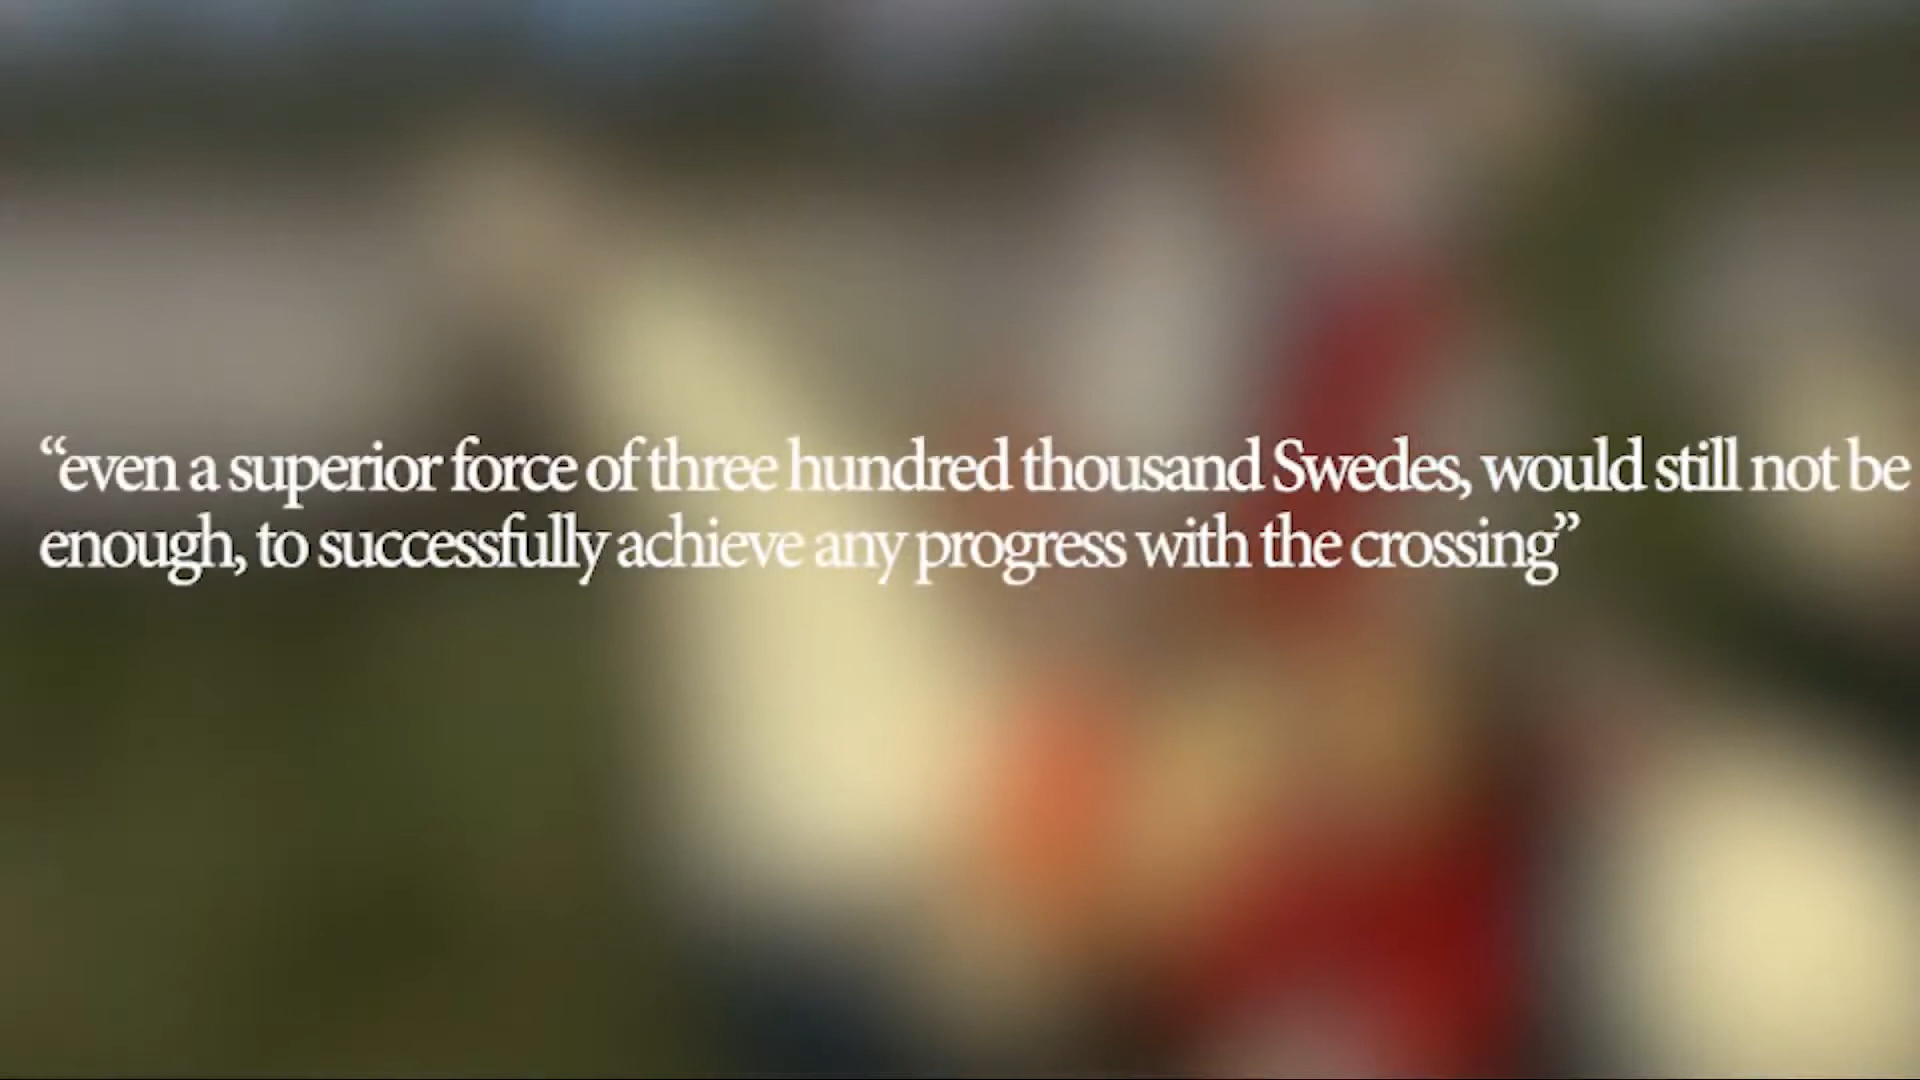 “even a superior force of three hundred thousand Swedes, would still not be
enough, to successfully achieve any progress with the crossing”